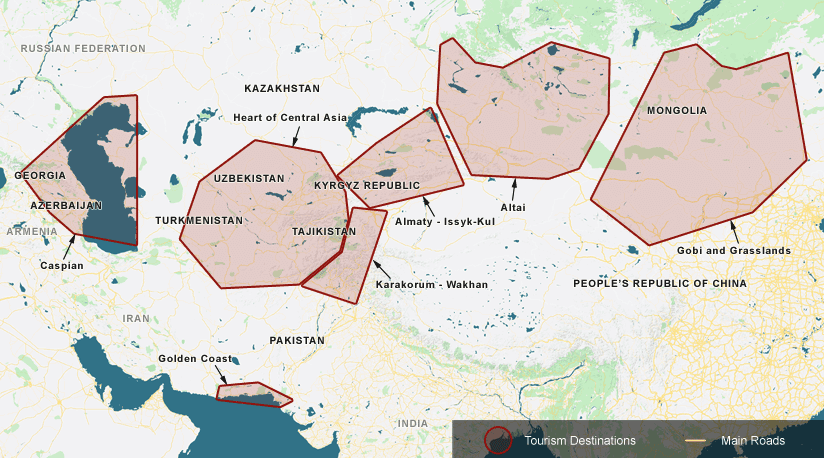 RUSSIAN FEDERATION
KAZAKHSTAN
Heart of Central Asia
MONGOLIA
GEORGIA
UZBEKISTAN
KYRGYZ REPUBLIC
AZERBAIJAN
Altai
ARMENIA
TURKMENISTAN
Almaty - Issyk-Kul
TAJIKISTAN
Gobi and Grasslands
Caspian
Karakorum - Wakhan
PEOPLE'S REPUBLIC OF CHINA
IRAN
PAKISTAN
Golden Coast
INDIA
Tourism Destinations
Main Roads